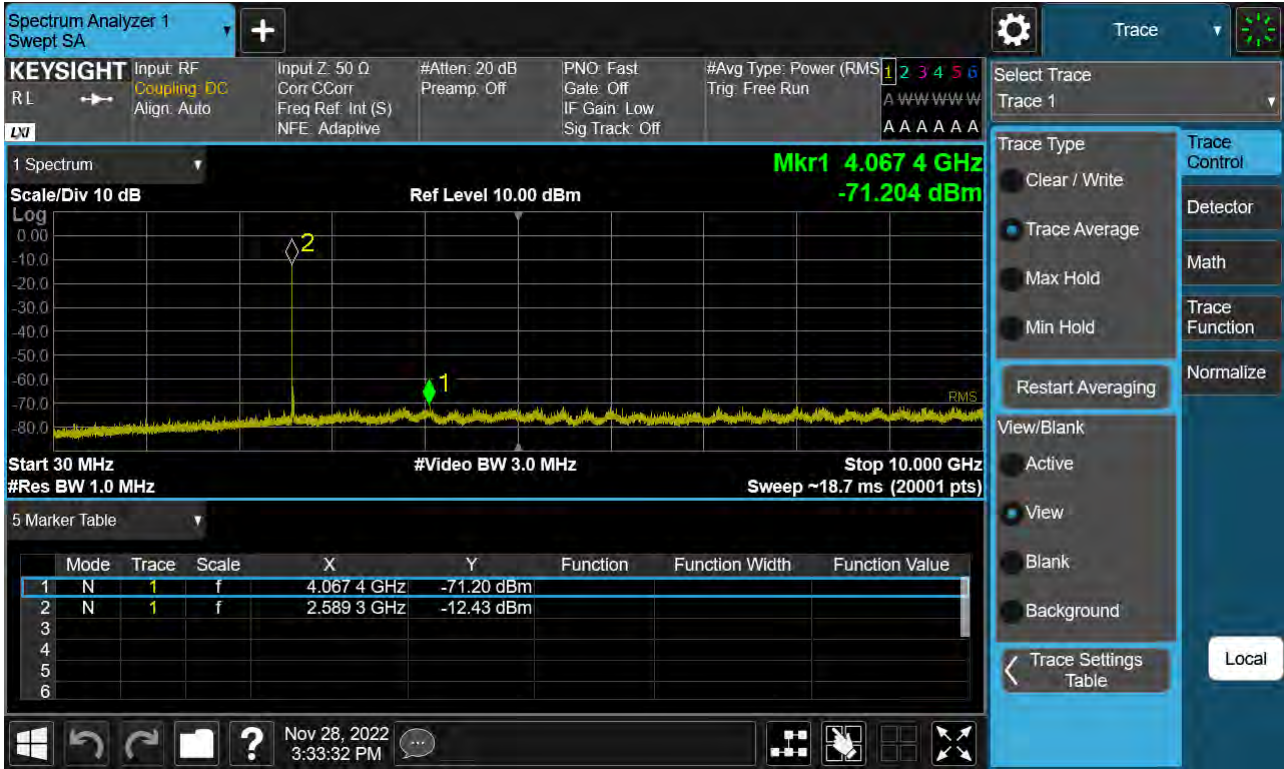 Spectrum Analyzer 1
Swept SA
Trace
KEYSIGHT
R L
LXI
Input: RF
Coupling: DC
Align: Auto
Input Z: 50 Ω
Corr CCorr
Freq Ref: Int (S)
NFE: Adaptive
#Atten: 20 dB
Preamp: Off
PNO: Fast
Gate: Off
IF Gain: Low
Sig Track: Off
#Avg Type: Power (RMS
Trig: Free Run
1 2 3 4 5 6
A W W W W W
A A A A A A
Select Trace
Trace 1
1 Spectrum
Mkr1 4.067 4 GHz
Scale/Div 10 dB
Ref Level 10.00 dBm
-71.204 dBm
Log
0.00
-10.0
-20.0
-30.0
-40.0
-50.0
-60.0
-70.0
-80.0
2
1
RMS
Start 30 MHz
#Video BW 3.0 MHz
Stop 10.000 GHz
#Res BW 1.0 MHz
Sweep ~18.7 ms (20001 pts)
5 Marker Table
Mode Trace Scale X Y Function Function Width Function Value
1 N 1 f 4.067 4 GHz -71.20 dBm
2 N 1 f 2.589 3 GHz -12.43 dBm
3
4
5
6
Trace Type
Clear / Write
Trace Average
Max Hold
Min Hold
Restart Averaging
View/Blank
Active
View
Blank
Background
Trace Settings
Table
Trace
Control
Detector
Math
Trace
Function
Normalize
Local
?
Nov 28, 2022
3:33:32 PM